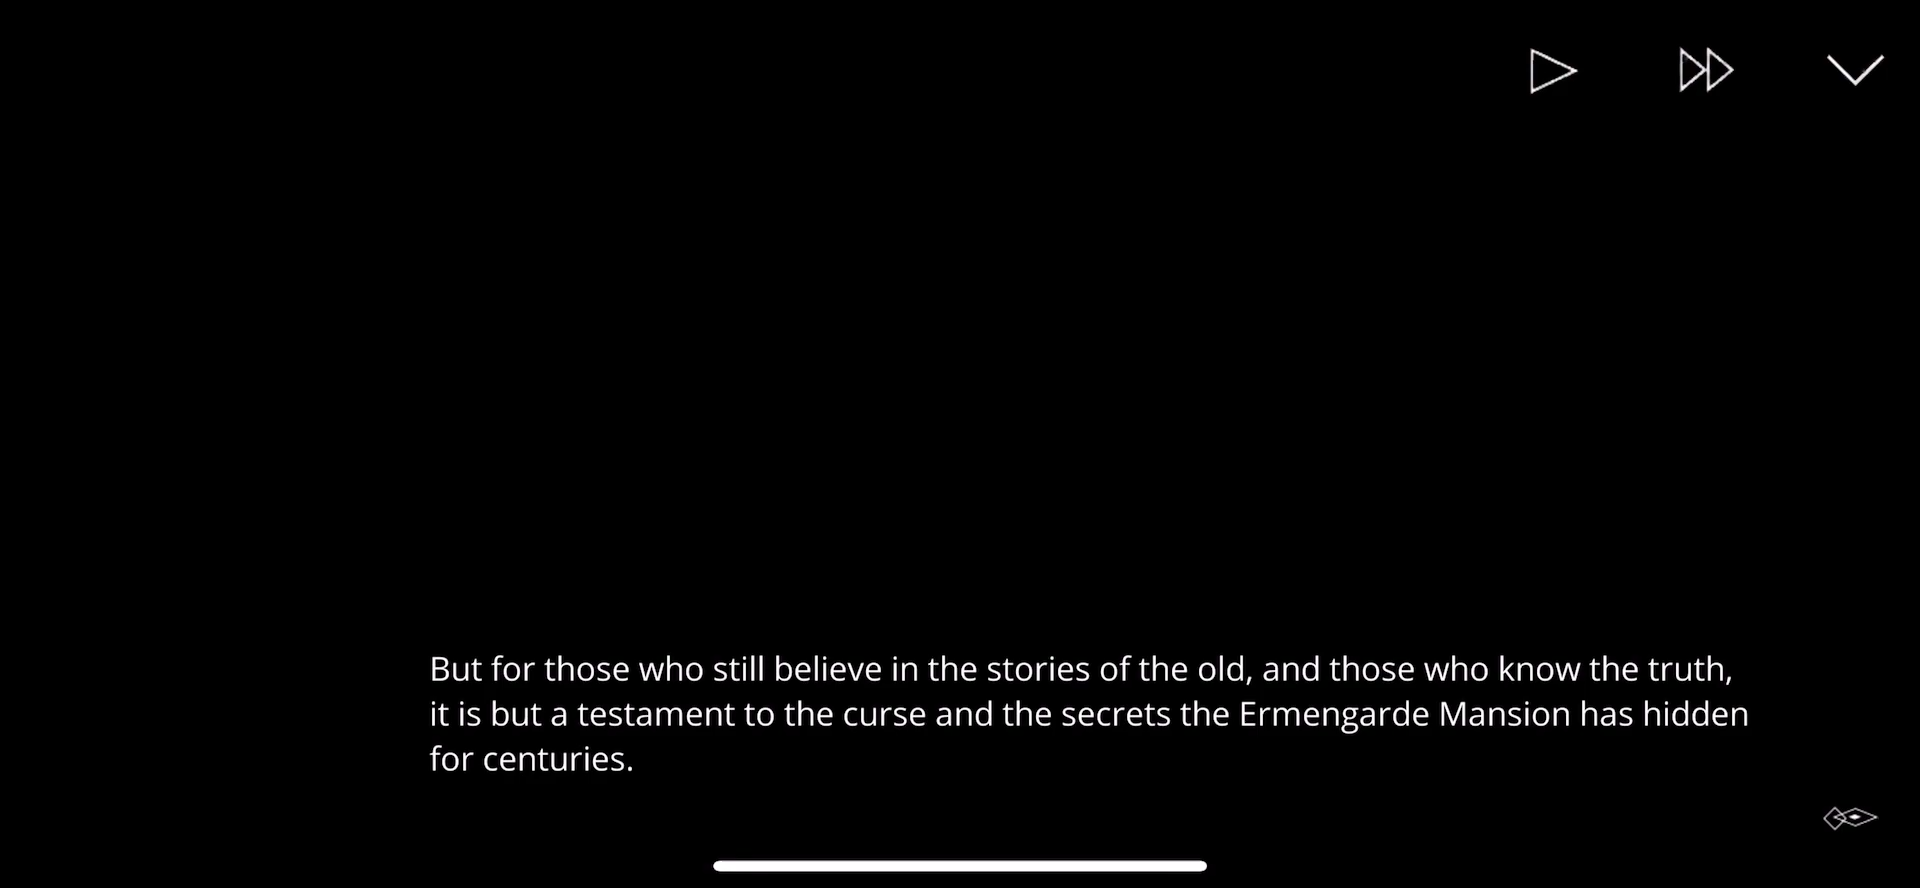 But for those who still believe in the stories of the old, and those who know the truth,
it is but a testament to the curse and the secrets the Ermengarde Mansion has hidden
for centuries.